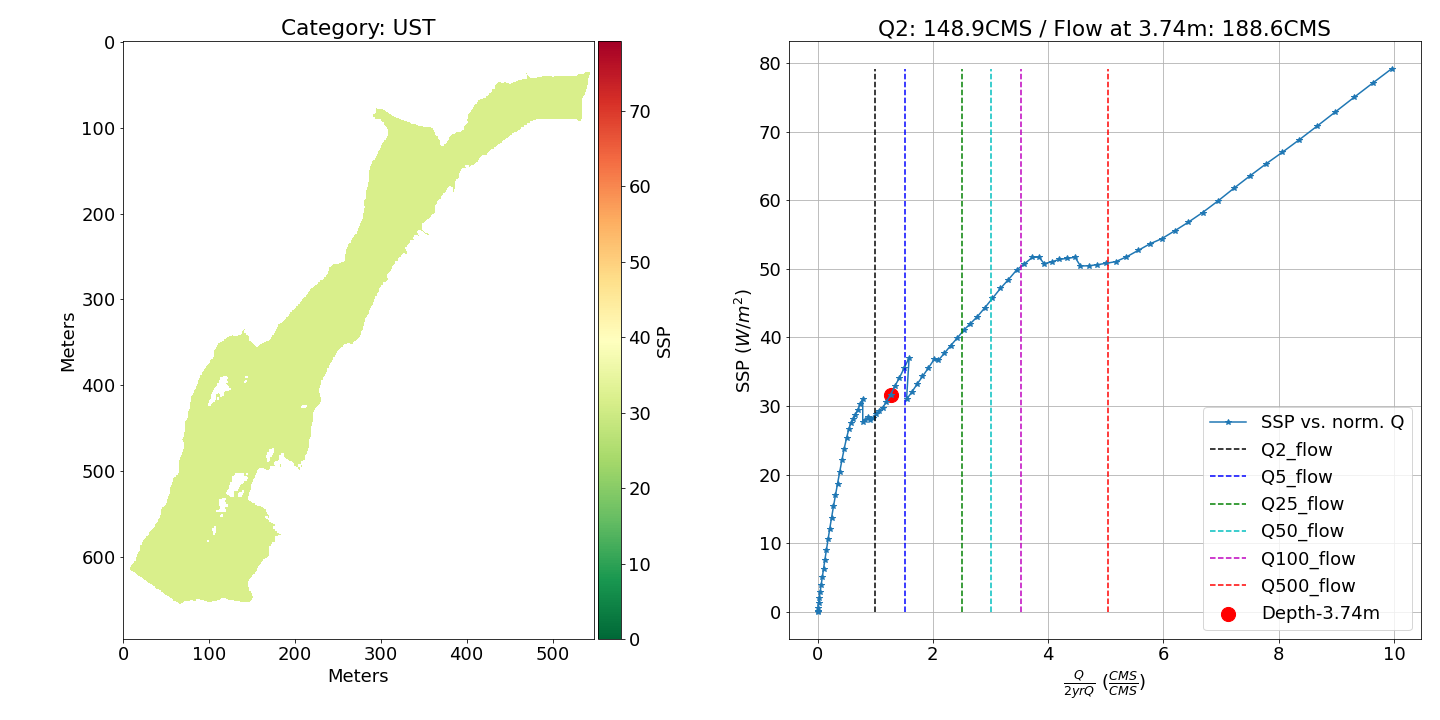 Category: UST
0
100
200
300
400
500
600
Meters
0
100
200
300
400
500
Meters
70
60
50
40
30
20
10
0
SSP
Q2: 148.9CMS / Flow at 3.74m: 188.6CMS
80
70
60
50
40
30
20
10
0
SSP (W/m²)
0
2
4
6
8
10
Q/2yrQ (CMS/CMS)
SSP vs. norm. Q
Q2_flow
Q5_flow
Q25_flow
Q50_flow
Q100_flow
Q500_flow
Depth-3.74m